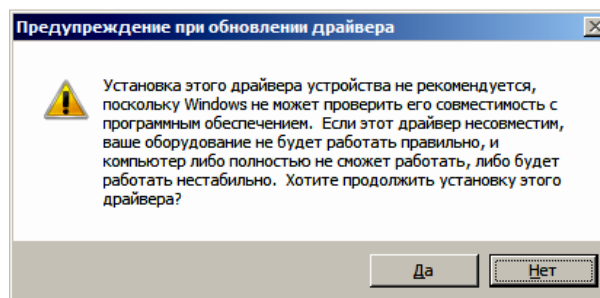 Предупреждение при обновлении драйвера
Установка этого драйвера устройства не рекомендуется,
поскольку Windows не может проверить его совместимость с
программным обеспечением. Если этот драйвер несовместим,
ваше оборудование не будет работать правильно, и
компьютер либо полностью не сможет работать, либо будет
работать нестабильно. Хотите продолжить установку этого
драйвера?
Да
Нет